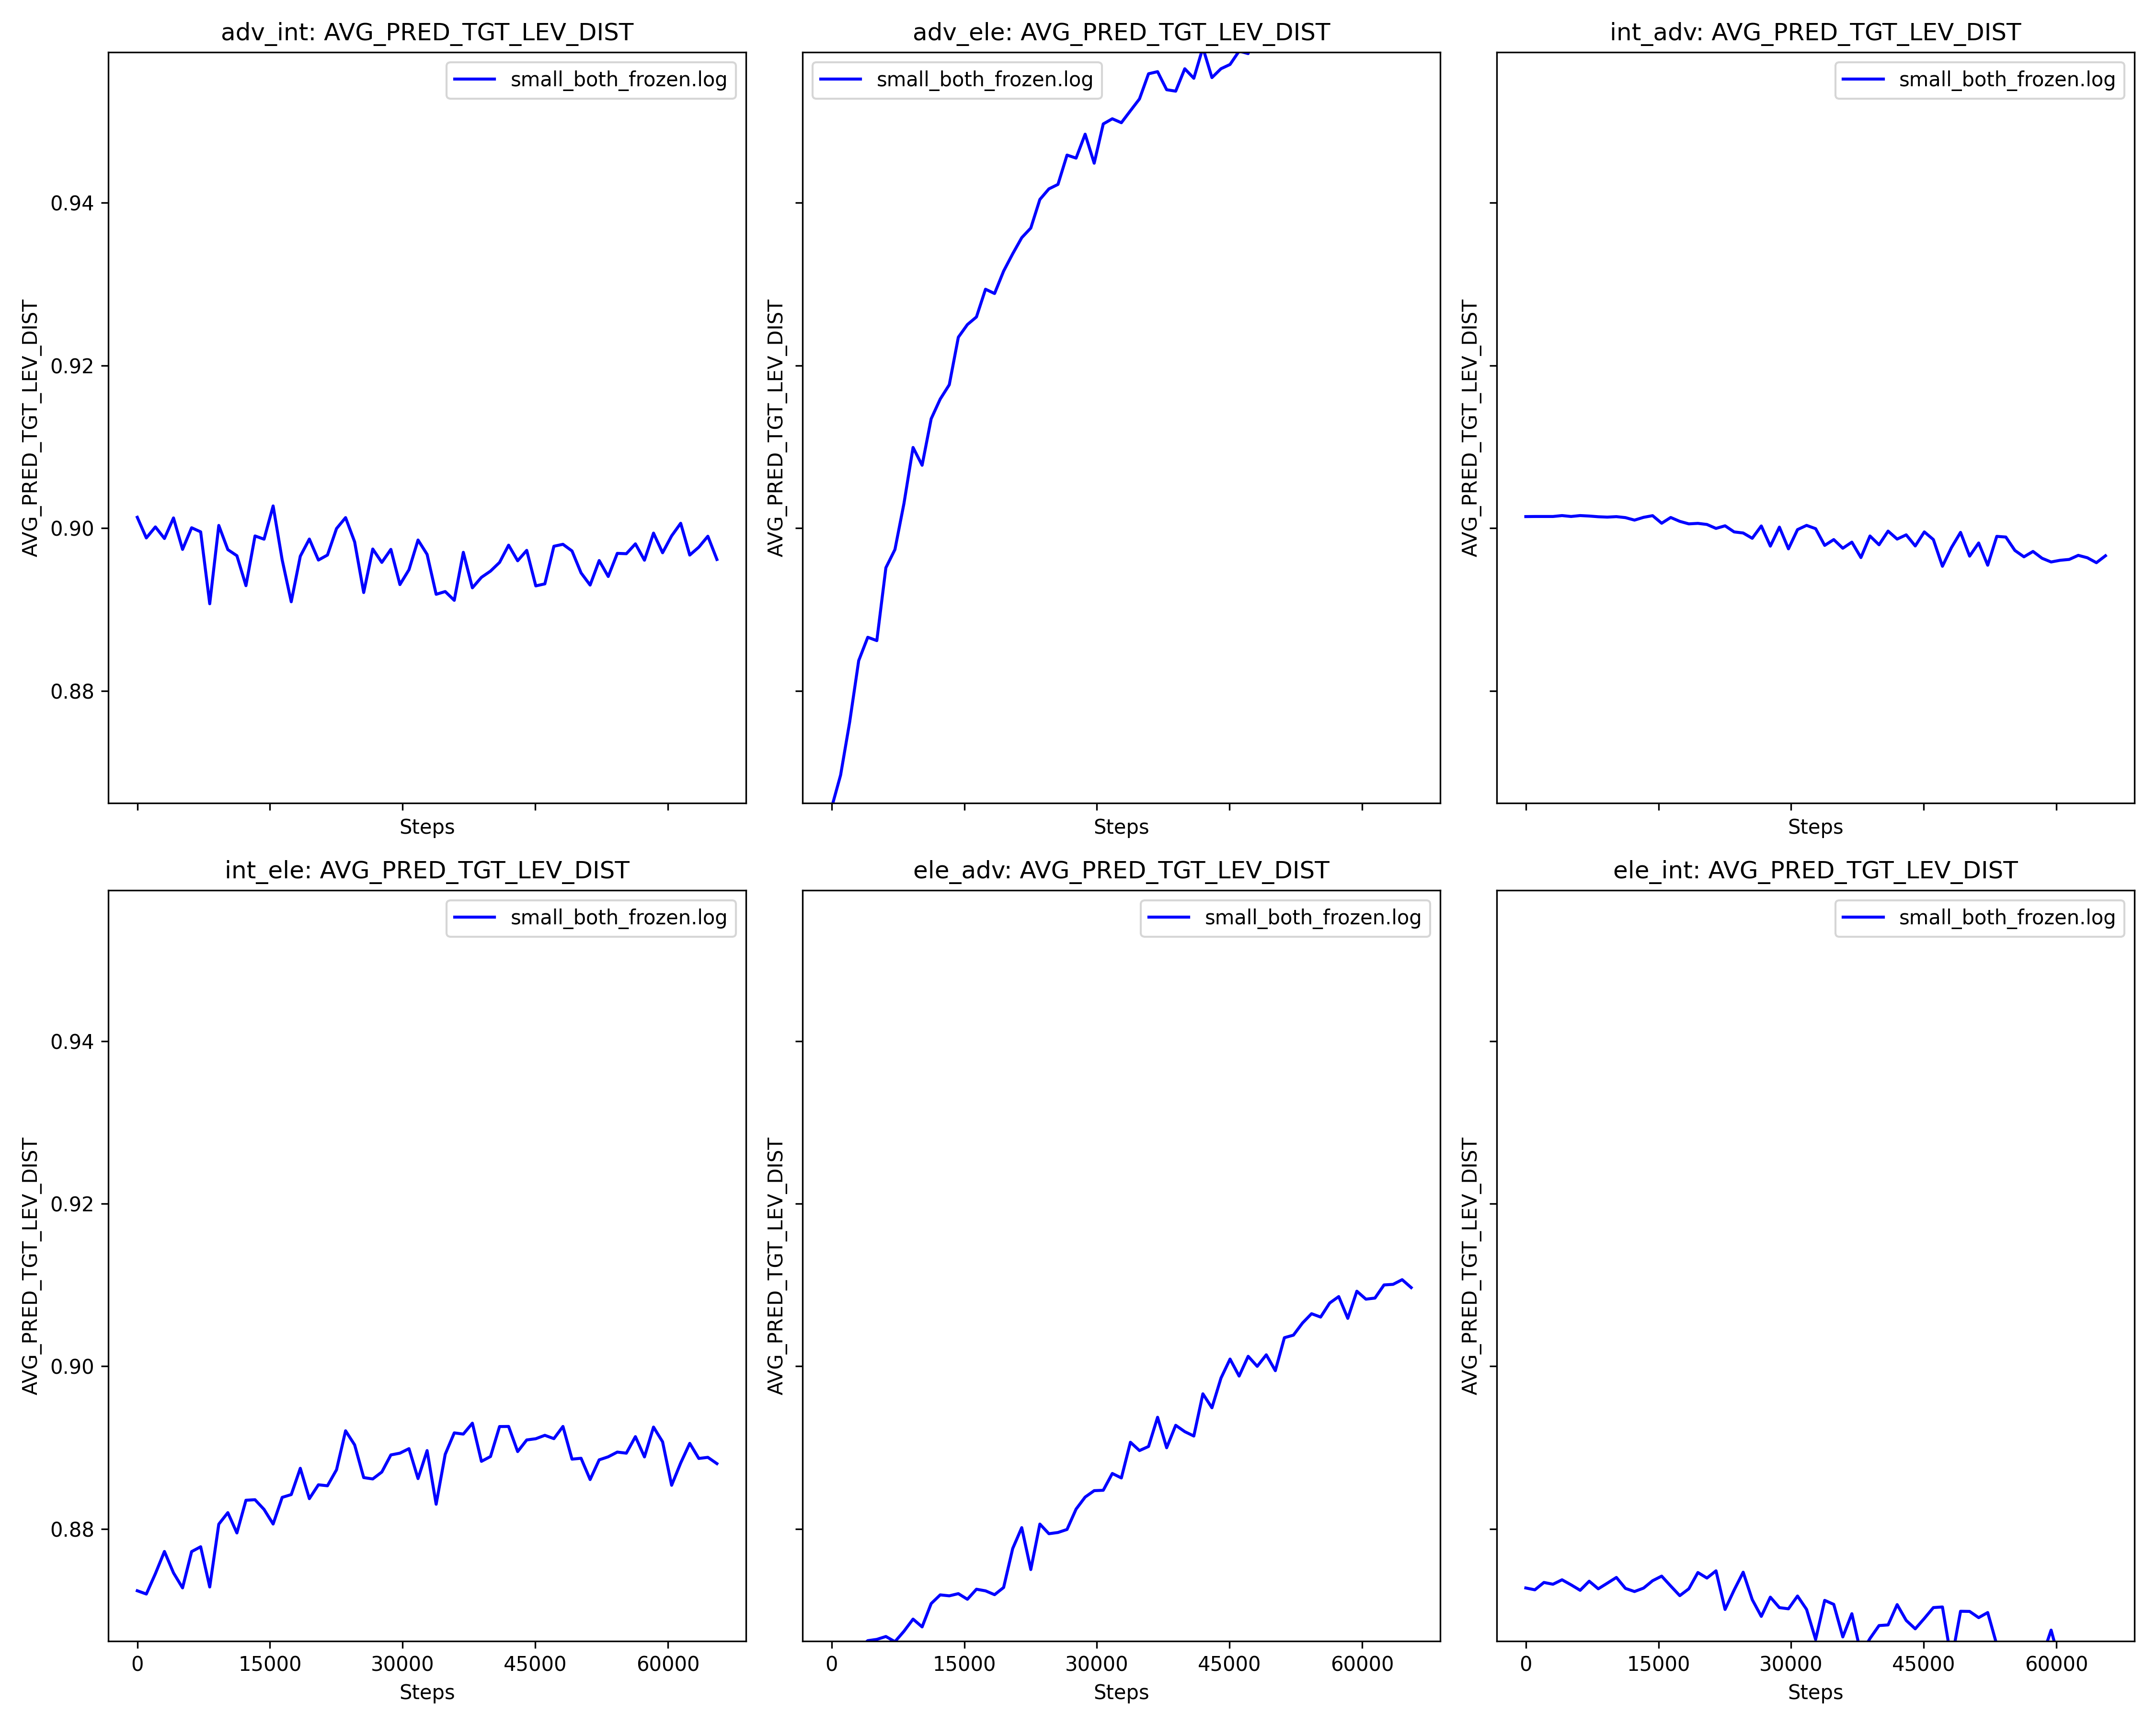 adv_int: AVG_PRED_TGT_LEV_DIST
adv_ele: AVG_PRED_TGT_LEV_DIST
int_adv: AVG_PRED_TGT_LEV_DIST
small_both_frozen.log
small_both_frozen.log
small_both_frozen.log
AVG_PRED_TGT_LEV_DIST
0.94
0.92
0.90
0.88
AVG_PRED_TGT_LEV_DIST
AVG_PRED_TGT_LEV_DIST
Steps
Steps
Steps
int_ele: AVG_PRED_TGT_LEV_DIST
ele_adv: AVG_PRED_TGT_LEV_DIST
ele_int: AVG_PRED_TGT_LEV_DIST
small_both_frozen.log
small_both_frozen.log
small_both_frozen.log
AVG_PRED_TGT_LEV_DIST
0.94
0.92
0.90
0.88
AVG_PRED_TGT_LEV_DIST
AVG_PRED_TGT_LEV_DIST
0 15000 30000 45000 60000
0 15000 30000 45000 60000
0 15000 30000 45000 60000
Steps
Steps
Steps